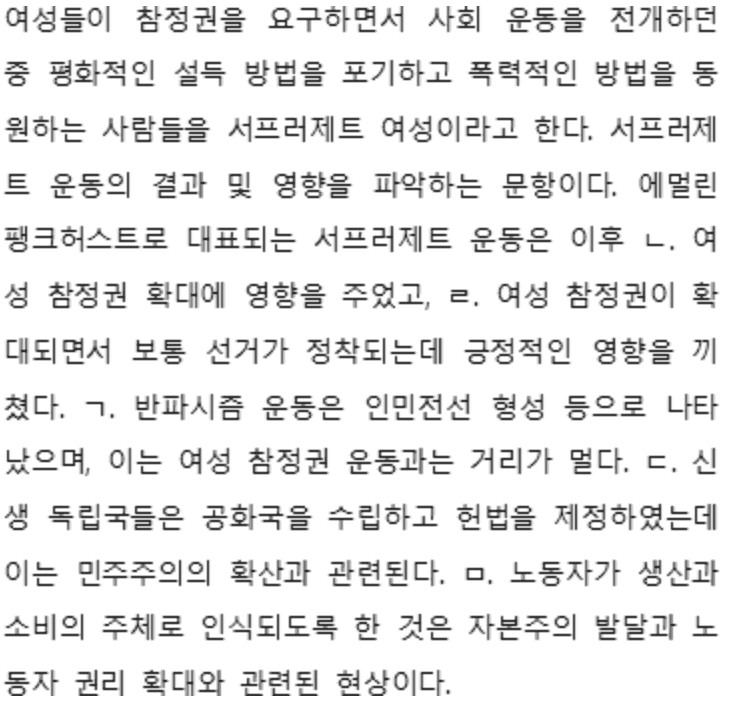 여성들이 참정권을 요구하면서 사회 운동을 전개하던
중 평화적인 설득 방법을 포기하고 폭력적인 방법을 동
원하는 사람들을 서프러제트 여성이라고 한다. 서프러제
트 운동의 결과 및 영향을 파악하는 문항이다. 에멀린
팽크허스트로 대표되는 서프러제트 운동은 이후 ㄴ. 여
성 참정권 확대에 영향을 주었고, ㄹ. 여성 참정권이 확
대되면서 보통 선거가 정착되는데 긍정적인 영향을 끼
쳤다. ㄱ. 반파시즘 운동은 인민전선 형성 등으로 나타
났으며, 이는 여성 참정권 운동과는 거리가 멀다. ㄷ. 신
생 독립국들은 공화국을 수립하고 헌법을 제정하였는데
이는 민주주의의 확산과 관련된다. ㅁ. 노동자가 생산과
소비의 주체로 인식되도록 한 것은 자본주의 발달과 노
동자 권리 확대와 관련된 현상이다.